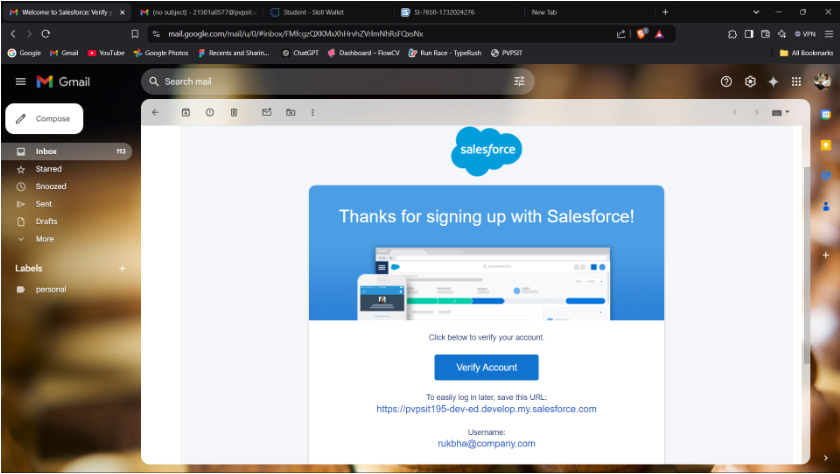 Welcome to Salesforce: Verify y
(no subject) - 21501a0577@pvpsit.a
Student - Skill Wallet
SI-7650-1732024276
New Tab
mail.google.com/mail/u/0/#inbox/FMfcgzQXKMxXhHrvhZVrlmNhRsFQxsNx
VPN
Google
Gmail
YouTube
Google Photos
Recents and Sharin...
ChatGPT
Dashboard – FlowCV
Run Race - TypeRush
PVPSIT
All Bookmarks
Gmail
Search mail
Compose
Inbox 113
Starred
Snoozed
Sent
Drafts
More
Labels
personal
salesforce
Thanks for signing up with Salesforce!
Click below to verify your account.
Verify Account
To easily log in later, save this URL:
https://pvpsit195-dev-ed.develop.my.salesforce.com
Username:
rukbha@company.com